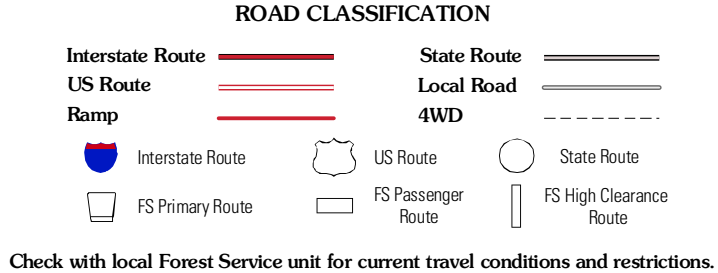 ROAD CLASSIFICATION
Interstate Route
State Route
US Route
Local Road
Ramp
4WD
Interstate Route
US Route
State Route
FS Primary Route
FS Passenger
Route
FS High Clearance
Route
Check with local Forest Service unit for current travel conditions and restrictions.